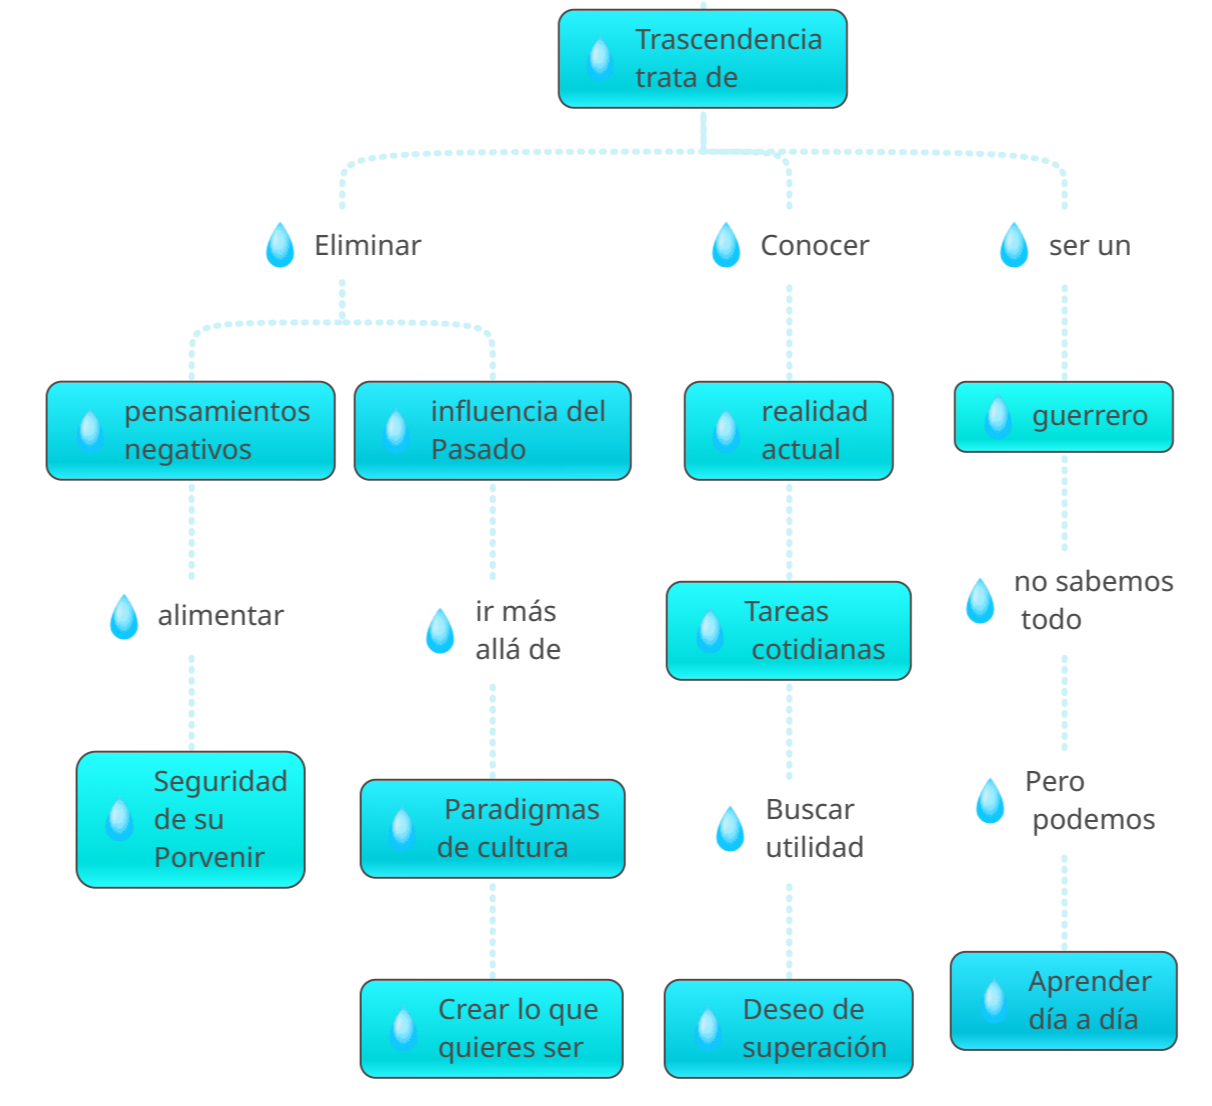 Trascendencia
trata de
Eliminar
Conocer
ser un
pensamientos
negativos
influencia del
Pasado
realidad
actual
guerrero
alimentar
ir más
allá de
Tareas
cotidianas
no sabemos
todo
Seguridad
de su
Porvenir
Paradigmas
de cultura
Buscar
utilidad
Pero
podemos
Crear lo que
quieres ser
Deseo de
superación
Aprender
día a día